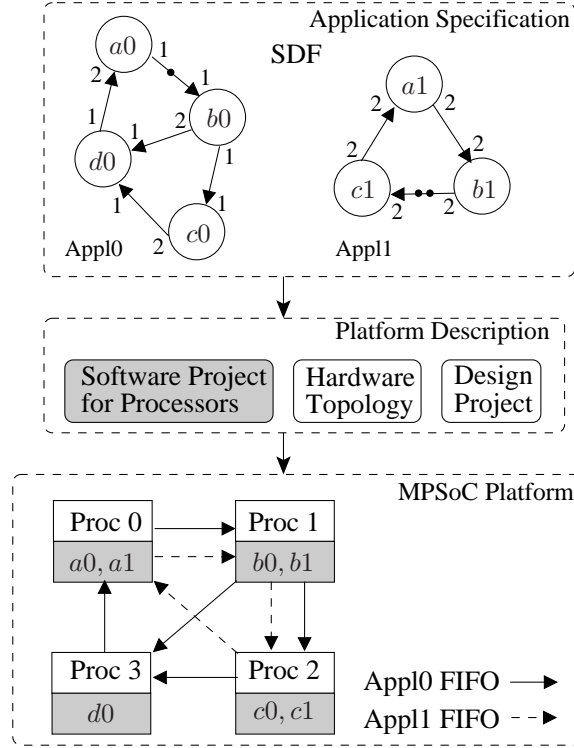 Application Specification
SDF
a0
1
1
2
b0
1
1
2
1
d0
1
1
2
c0
Appl0
a1
2
2
2
2
c1
2
2
b1
Appl1
Platform Description
Software Project
for Processors
Hardware
Topology
Design
Project
MPSoC Platform
Proc 0
a0, a1
Proc 1
b0, b1
Proc 3
d0
Proc 2
c0, c1
Appl0 FIFO
Appl1 FIFO